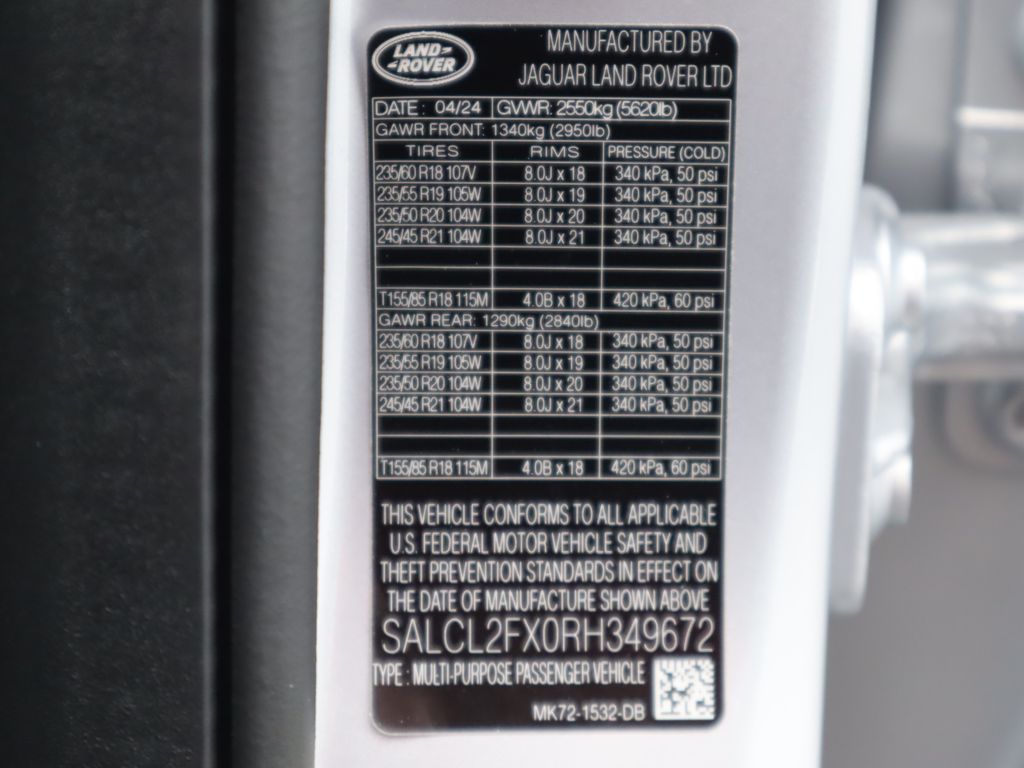 LAND
ROVER
MANUFACTURED BY
JAGUAR LAND ROVER LTD
DATE : 04/24 GVWR: 2550kg (5620lb)
GAWR FRONT: 1340kg (2950lb)
TIRES RIMS PRESSURE (COLD)
235/60 R18 107V 8.0J x 18 340 kPa, 50 psi
235/55 R19 105W 8.0J x 19 340 kPa, 50 psi
235/50 R20 104W 8.0J x 20 340 kPa, 50 psi
245/45 R21 104W 8.0J x 21 340 kPa, 50 psi
T155/85 R18 115M 4.0B x 18 420 kPa, 60 psi
GAWR REAR: 1290kg (2840lb)
235/60 R18 107V 8.0J x 18 340 kPa, 50 psi
235/55 R19 105W 8.0J x 19 340 kPa, 50 psi
235/50 R20 104W 8.0J x 20 340 kPa, 50 psi
245/45 R21 104W 8.0J x 21 340 kPa, 50 psi
T155/85 R18 115M 4.0B x 18 420 kPa, 60 psi
THIS VEHICLE CONFORMS TO ALL APPLICABLE
U.S. FEDERAL MOTOR VEHICLE SAFETY AND
THEFT PREVENTION STANDARDS IN EFFECT ON
THE DATE OF MANUFACTURE SHOWN ABOVE
SALCL2FX0RH349672
TYPE : MULTI-PURPOSE PASSENGER VEHICLE
MK72-1532-DB